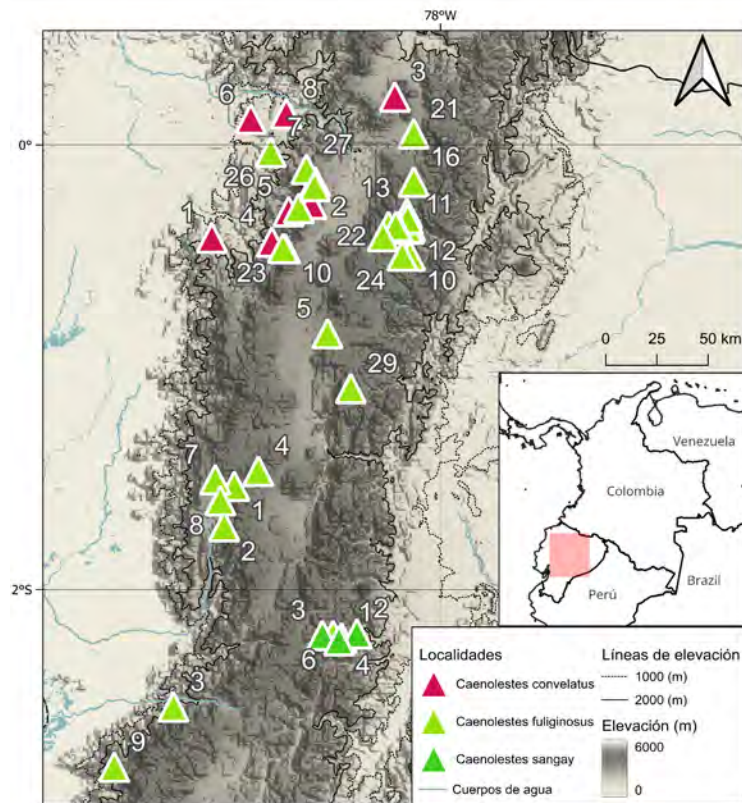 78°W
3
8
6
7
21
0°
27
16
26
5
13
11
4
2
1
22
12
23
10
24
10
5
0 25 50 km
29
Venezuela
Colombia
4
7
1
8
2
Perú
Brazil
2°S
3
12
6
4
Localidades
Caenolestes convelatus
Caenolestes fuliginosus
Caenolestes sangay
Cuerpos de agua
Líneas de elevación
1000 (m)
2000 (m)
Elevación (m)
6000
0
3
9